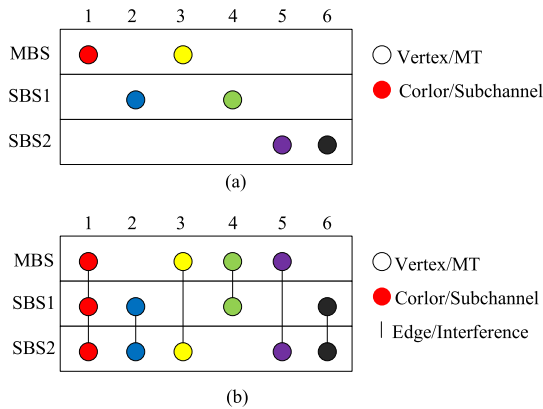 1 2 3 4 5 6
MBS
SBS1
SBS2
Vertex/MT
Corlor/Subchannel
(a)
1 2 3 4 5 6
MBS
SBS1
SBS2
Vertex/MT
Corlor/Subchannel
Edge/Interference
(b)